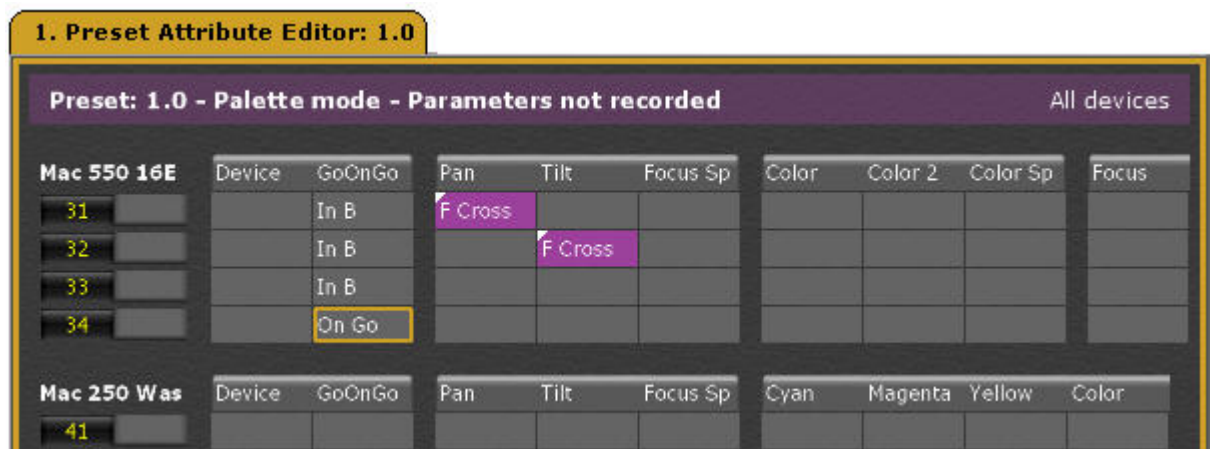 1. Preset Attribute Editor: 1.0
Preset: 1.0 - Palette mode - Parameters not recorded All devices
Mac 550 16E Device GoOnGo Pan Tilt Focus Sp Color Color 2 Color Sp Focus
31 In B F Cross
32 In B F Cross
33 In B
34 On Go
Mac 250 Was Device GoOnGo Pan Tilt Focus Sp Cyan Magenta Yellow Color
41